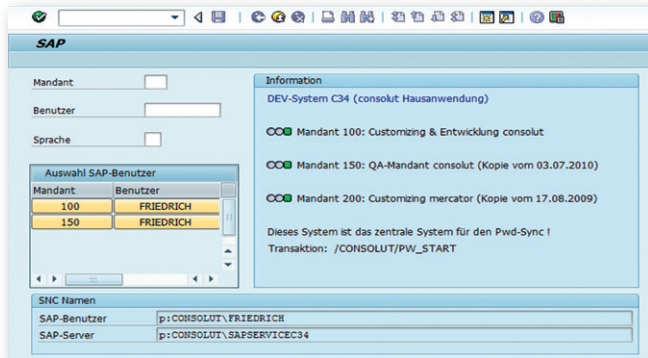 SAP
Mandant
Benutzer
Sprache
Auswahl SAP-Benutzer
Mandant Benutzer
100 FRIEDRICH
150 FRIEDRICH
Information
DEV-System C34 (consolut Hausanwendung)
Mandant 100: Customizing & Entwicklung consolut
Mandant 150: QA-Mandant consolut (Kopie vom 03.07.2010)
Mandant 200: Customizing mercator (Kopie vom 17.08.2009)
Dieses System ist das zentrale System für den Pwd-Sync !
Transaktion: /CONSOLUT/PW_START
SNC Namen
SAP-Benutzer p:CONSOLUT\FRIEDRICH
SAP-Server p:CONSOLUT\SAPSERVICEC34